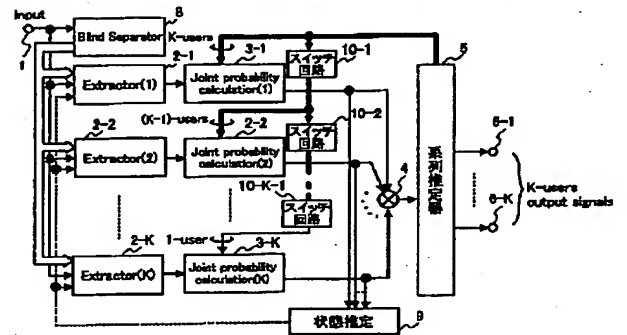 Input
1
8
Blind Separator
K-users
3-1
10-1
5
2-1
スイッチ
回路
Extractor(1)
Joint probability
calculation(1)
2-2
(K-1)-users
2-2
スイッチ
回路
10-2
6-1
Extractor(2)
Joint probability
calculation(2)
4
系列推定器
10-K-1
スイッチ
回路
K-users
output signals
6-K
2-K
1-user
3-K
Extractor(K)
Joint probability
calculation(K)
状態推定
9